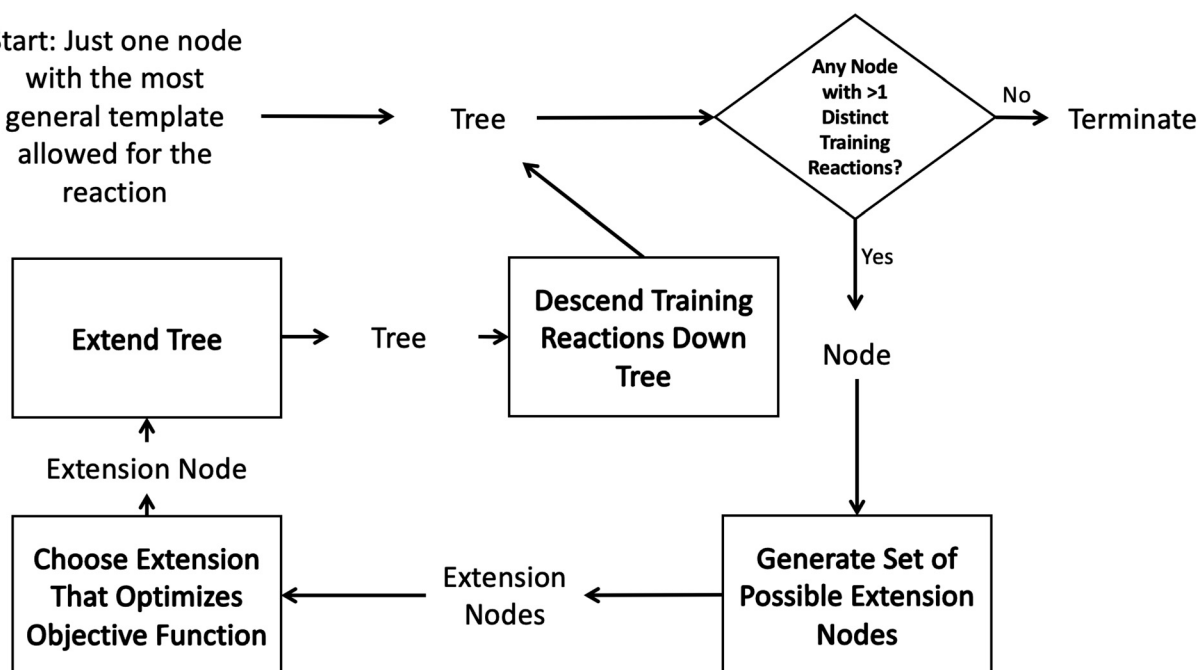 tart: Just one node
with the most
general template
allowed for the
reaction
Tree
Any Node
with >1
Distinct
Training
Reactions?
No
Terminate
Yes
Node
Generate Set of
Possible Extension
Nodes
Extension
Nodes
Choose Extension
That Optimizes
Objective Function
Extension Node
Extend Tree
Tree
Descend Training
Reactions Down
Tree